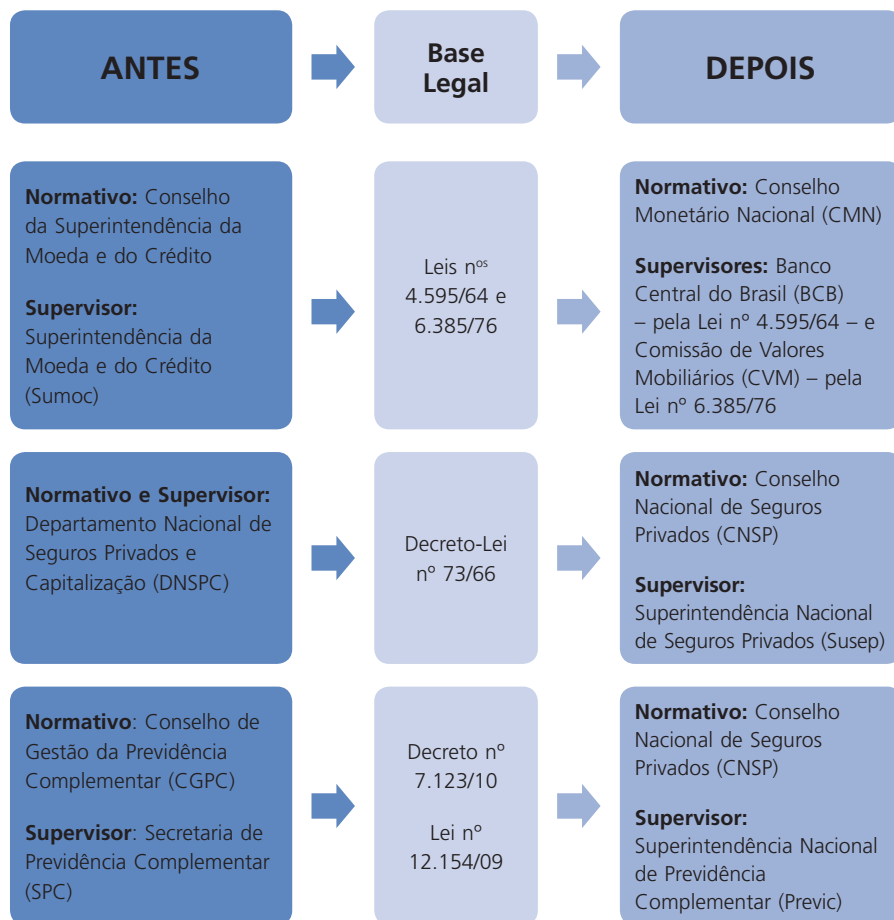 ANTES
Base
Legal
DEPOIS
Normativo: Conselho
da Superintendência da
Moeda e do Crédito
Supervisor:
Superintendência da
Moeda e do Crédito
(Sumoc)
Leis nos
4.595/64 e
6.385/76
Normativo: Conselho
Monetário Nacional (CMN)
Supervisores: Banco
Central do Brasil (BCB)
– pela Lei nº 4.595/64 – e
Comissão de Valores
Mobiliários (CVM) – pela
Lei nº 6.385/76
Normativo e Supervisor:
Departamento Nacional de
Seguros Privados e
Capitalização (DNSPC)
Decreto-Lei
nº 73/66
Normativo: Conselho
Nacional de Seguros
Privados (CNSP)
Supervisor:
Superintendência Nacional
de Seguros Privados (Susep)
Normativo: Conselho de
Gestão da Previdência
Complementar (CGPC)
Supervisor: Secretaria de
Previdência Complementar
(SPC)
Decreto nº
7.123/10
Lei nº
12.154/09
Normativo: Conselho
Nacional de Seguros
Privados (CNSP)
Supervisor:
Superintendência Nacional
de Previdência
Complementar (Previc)